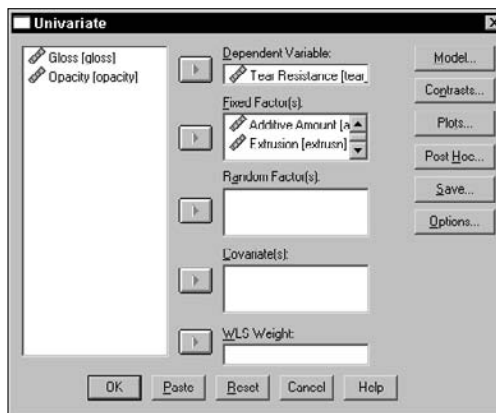 Univariate
Gloss [gloss]
Opacity [opacity]
Dependent Variable:
Tear Resistance [tear_
Fixed Factor(s):
Additive Amount [a
Extrusion [extrusn]
Random Factor(s):
Covariate(s):
WLS Weight:
Model...
Contrasts...
Plots...
Post Hoc...
Save...
Options...
OK Paste Reset Cancel Help